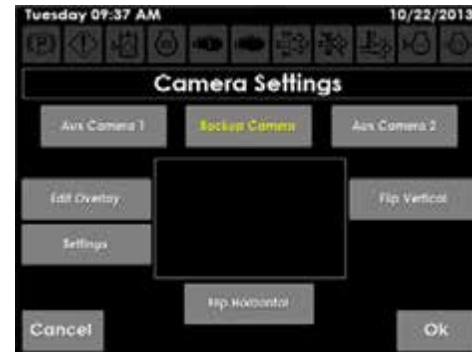 Tuesday 09:37 AM 10/22/2013
Camera Settings
Aux Camera 1 Backup Camera Aux Camera 2
Edit Overlay Flip Vertical
Settings
Flip Horizontal
Cancel Ok